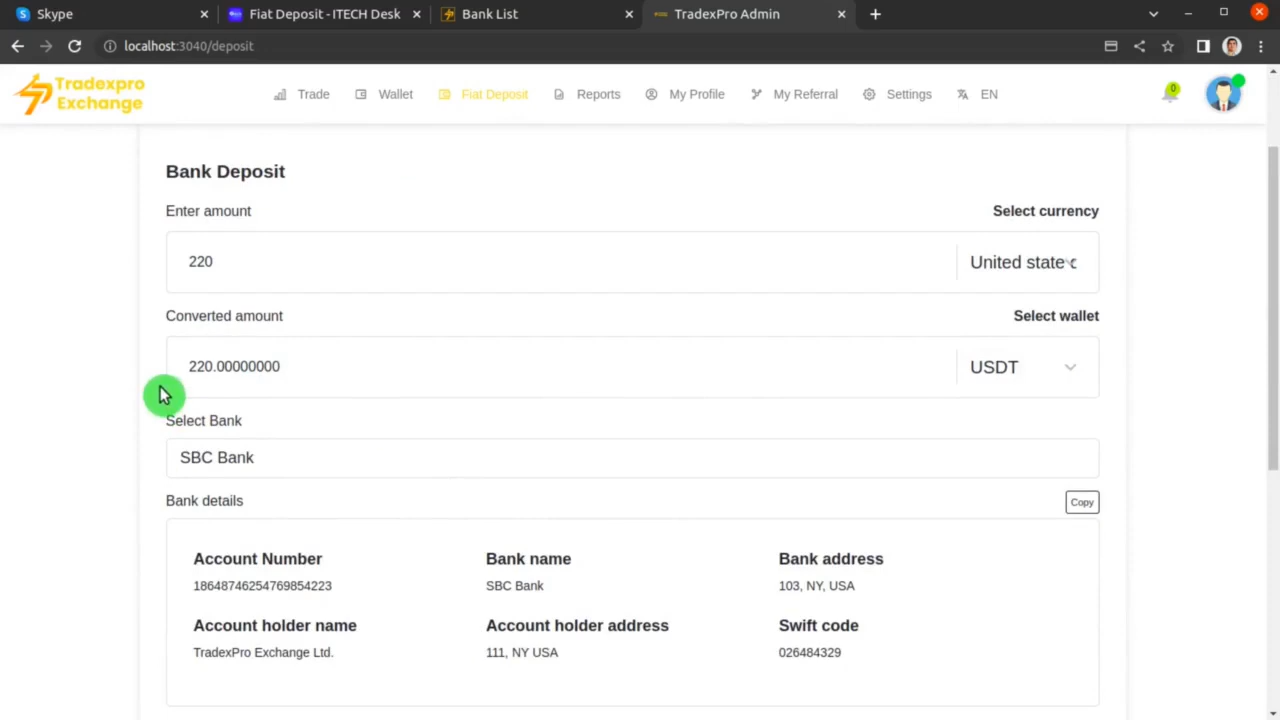 Skype
Fiat Deposit - ITECH Desk
Bank List
TradexPro Admin
localhost:3040/deposit
Tradexpro
Exchange
Trade
Wallet
Fiat Deposit
Reports
My Profile
My Referral
Settings
EN
0
Bank Deposit
Enter amount
Select currency
220
United state
Converted amount
Select wallet
220.00000000
USDT
Select Bank
SBC Bank
Bank details
Copy
Account Number
Bank name
Bank address
18648746254769854223
SBC Bank
103, NY, USA
Account holder name
Account holder address
Swift code
TradexPro Exchange Ltd.
111, NY USA
026484329